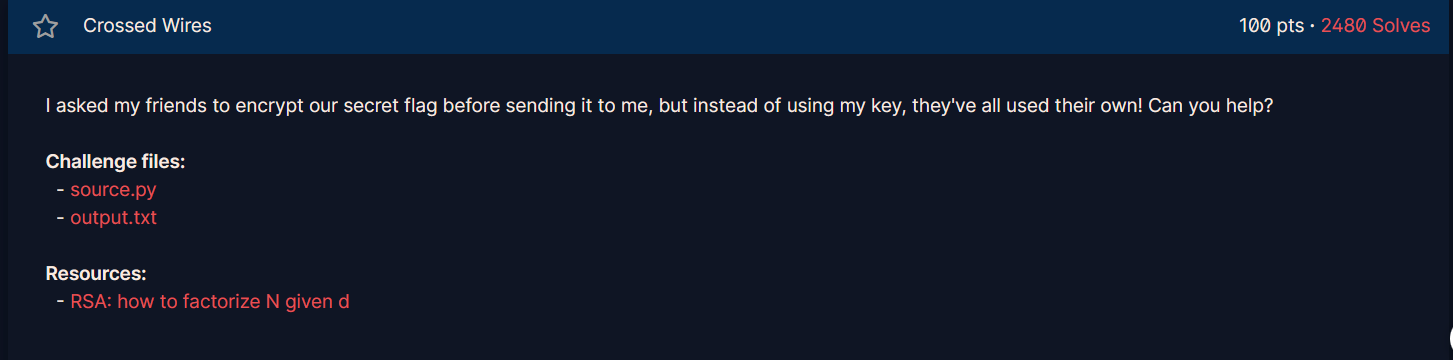 Crossed Wires
100 pts · 2480 Solves
I asked my friends to encrypt our secret flag before sending it to me, but instead of using my key, they've all used their own! Can you help?
Challenge files:
- source.py
- output.txt
Resources:
- RSA: how to factorize N given d